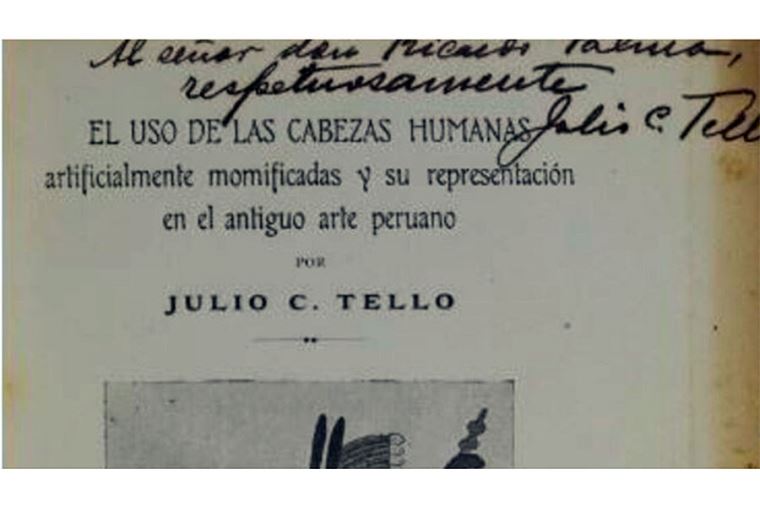 Al señor don Ricardo Palma,
respetuosamente
Julio C. Tello
EL USO DE LAS CABEZAS HUMANAS
artificialmente momificadas y su representación
en el antiguo arte peruano
POR
JULIO C. TELLO